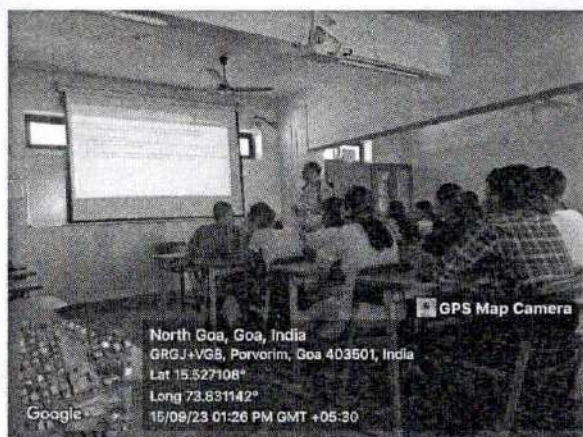 GPS Map Camera
North Goa, Goa, India
GRGJ+VG8, Porvorim, Goa 403501, India
Lat 15.527108°
Long 73.831142°
15/09/23 01:26 PM GMT +05:30
Google